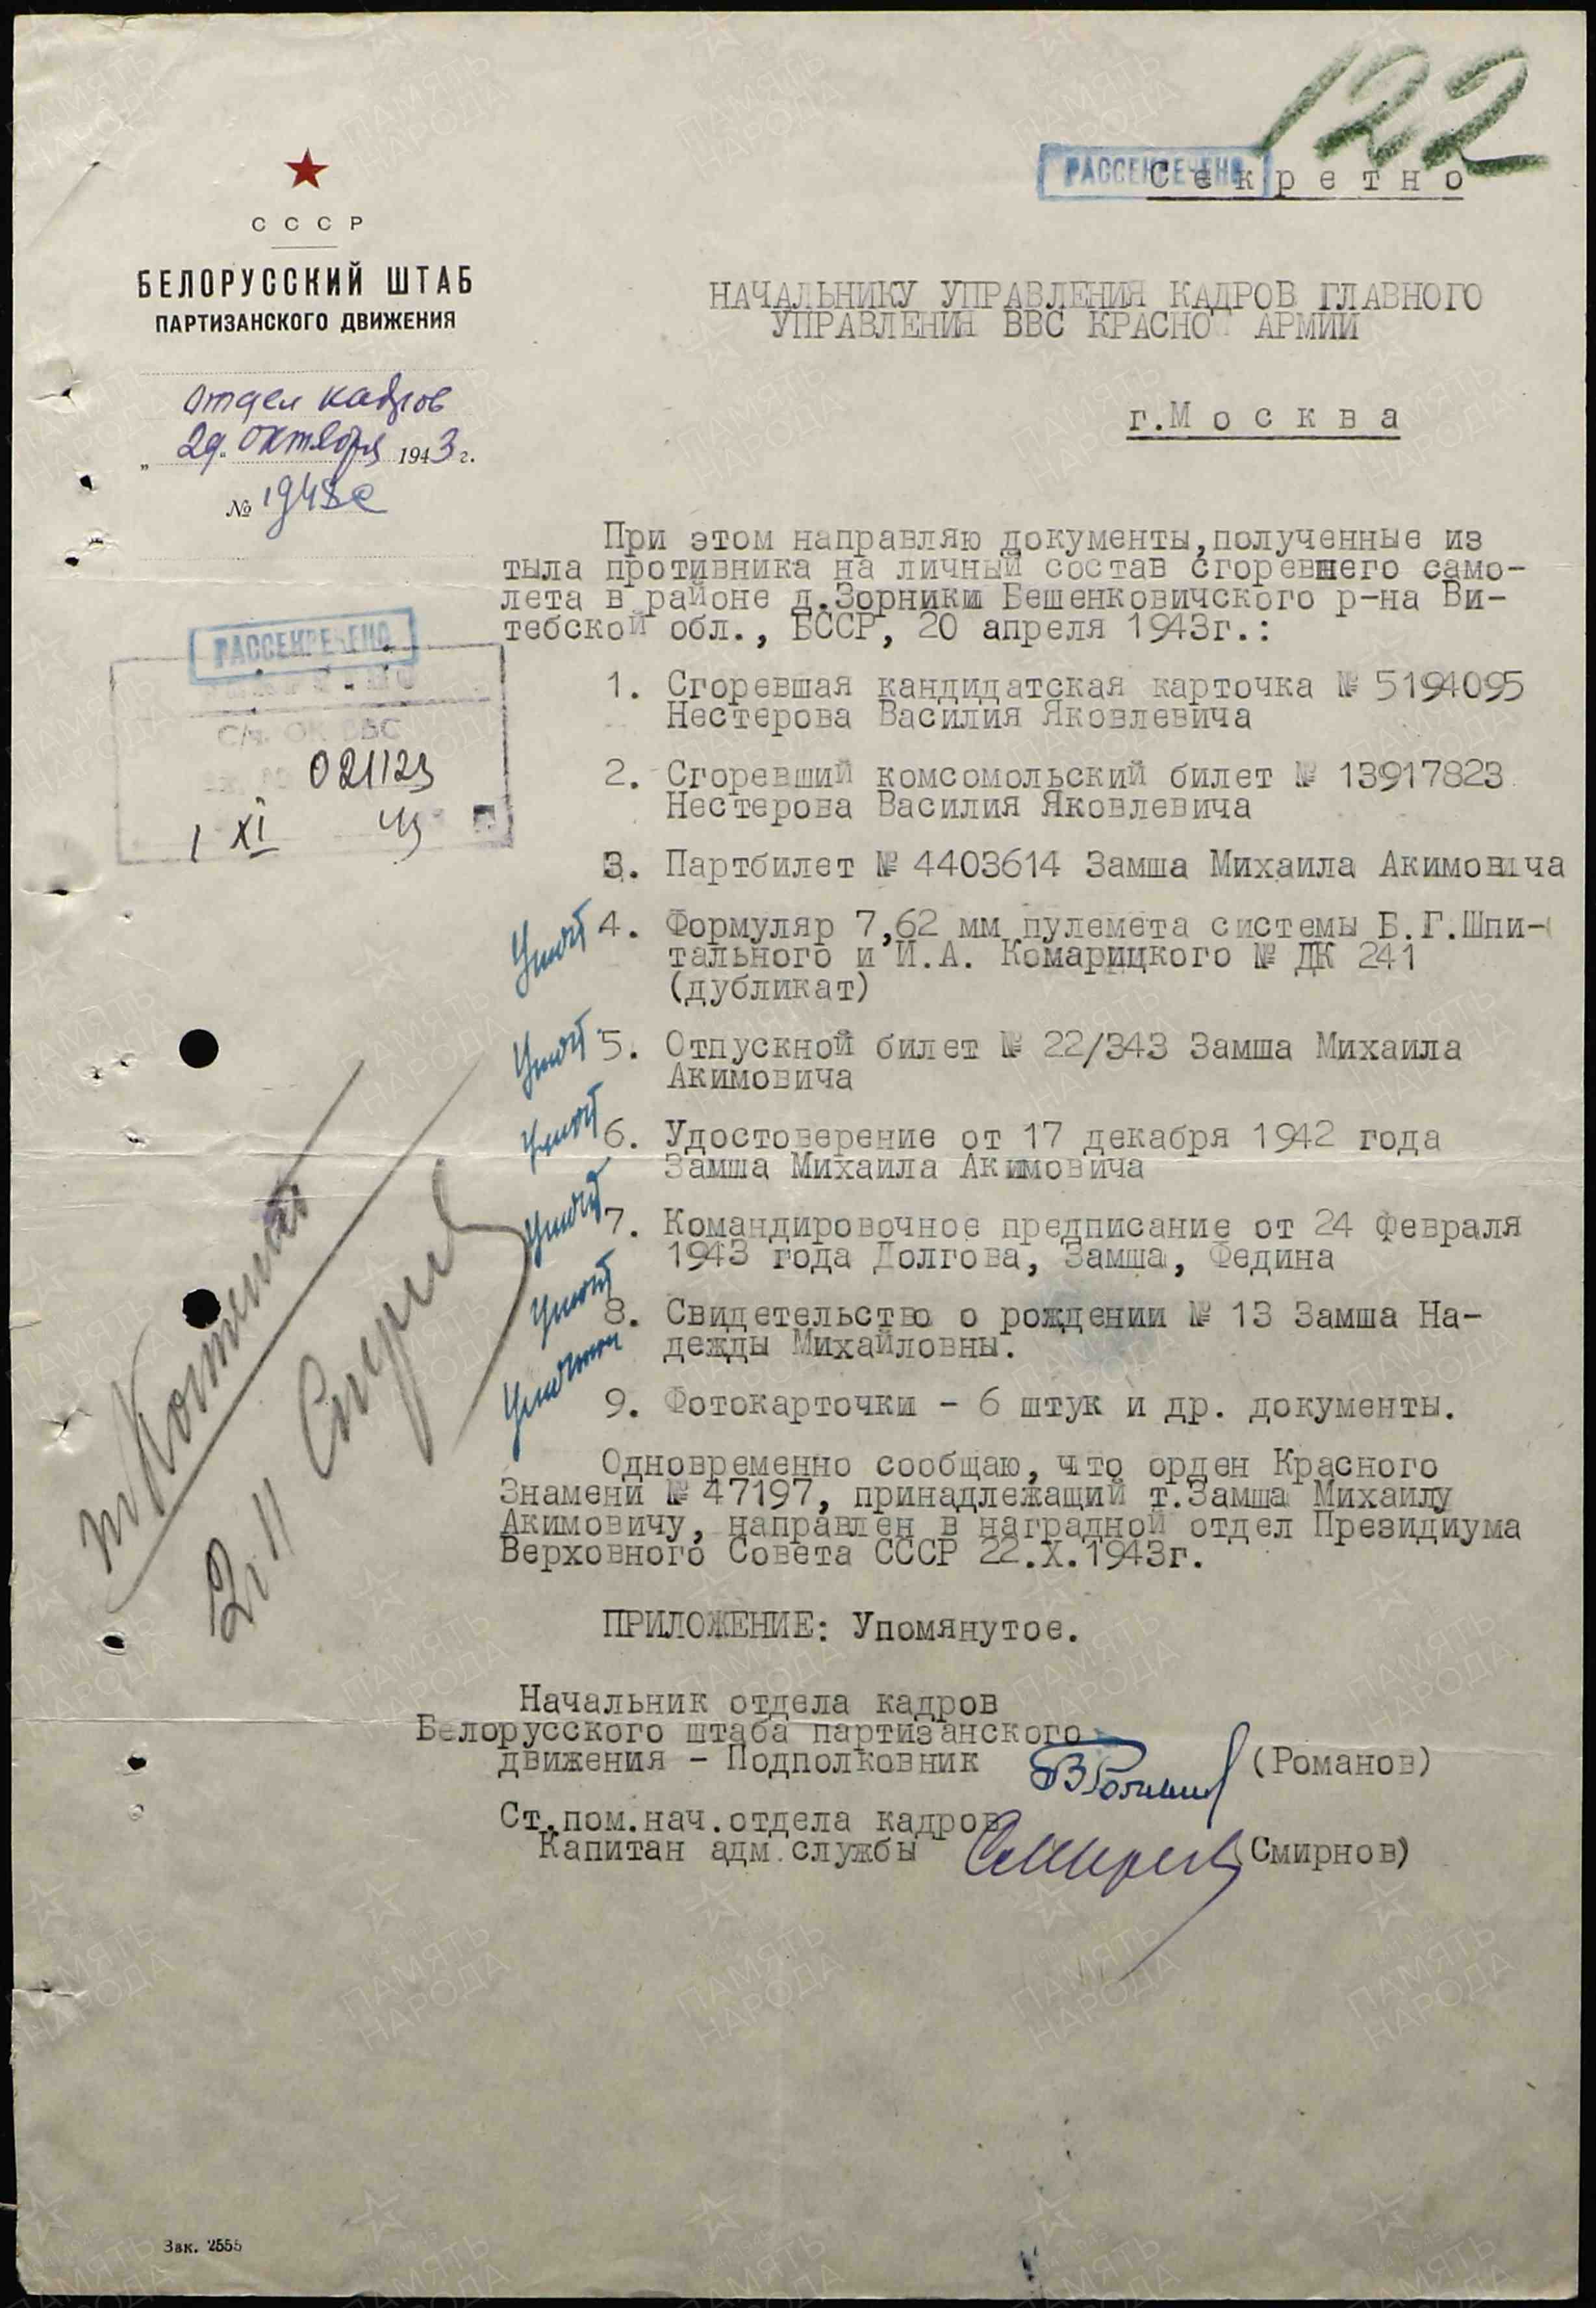 122
РАССЕКРЕЧЕНО
Секретно
СССР
БЕЛОРУССКИЙ ШТАБ
ПАРТИЗАНСКОГО ДВИЖЕНИЯ
Отдел кадров
„29“ октября 1943 г.
№ 1948с
НАЧАЛЬНИКУ УПРАВЛЕНИЯ КАДРОВ ГЛАВНОГО
УПРАВЛЕНИЯ ВВС КРАСНОЙ АРМИИ
г.Москва
При этом направляю документы,полученные из
тыла противника на личный состав сгоревшего само-
лета в районе д.Зорники Бешенковичского р-на Ви-
тебской обл., БССР, 20 апреля 1943г.:
РАССЕКРЕЧЕНО
С/ч. ОК ВВС
021123
1 XI 43
1. Сгоревшая кандидатская карточка № 5194095
Нестерова Василия Яковлевича
2. Сгоревший комсомольский билет № 13917823
Нестерова Василия Яковлевича
3. Партбилет № 4403614 Замша Михаила Акимовича
4. Формуляр 7,62 мм пулемета системы Б.Г.Шпи-
тального и И.А. Комарицкого № ДК 241
(дубликат)
5. Отпускной билет № 22/343 Замша Михаила
Акимовича
6. Удостоверение от 17 декабря 1942 года
Замша Михаила Акимовича
7. Командировочное предписание от 24 февраля
1943 года Долгова, Замша, Федина
8. Свидетельство о рождении № 13 Замша На-
дежды Михайловны.
9. Фотокарточки - 6 штук и др. документы.
Одновременно сообщаю, что орден Красного
Знамени № 47197, принадлежащий т.Замша Михаилу
Акимовичу, направлен в наградной отдел Президиума
Верховного Совета СССР 22.X.1943г.
2.11
ПРИЛОЖЕНИЕ: Упомянутое.
Начальник отдела кадров
Белорусского штаба партизанского
движения - Подполковник (Романов)
Ст.пом.нач.отдела кадров
Капитан адм.службы (Смирнов)
Зак. 2555